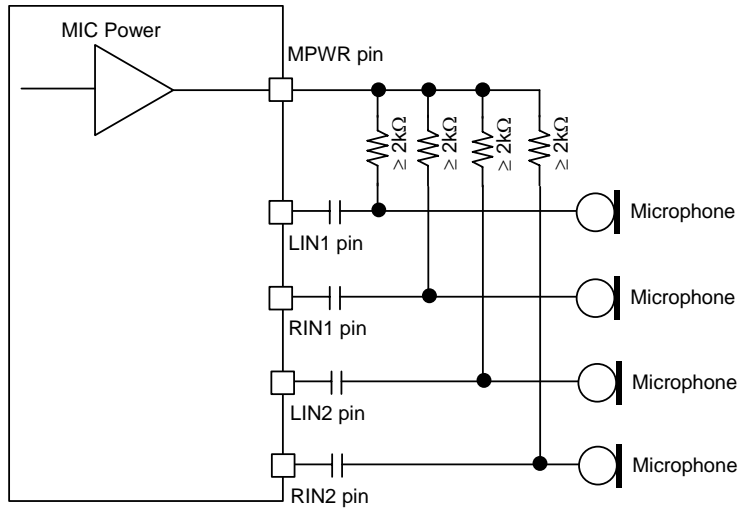 MIC Power
MPWR pin
≥ 2kΩ
≥ 2kΩ
≥ 2kΩ
≥ 2kΩ
LIN1 pin
Microphone
RIN1 pin
Microphone
LIN2 pin
Microphone
RIN2 pin
Microphone